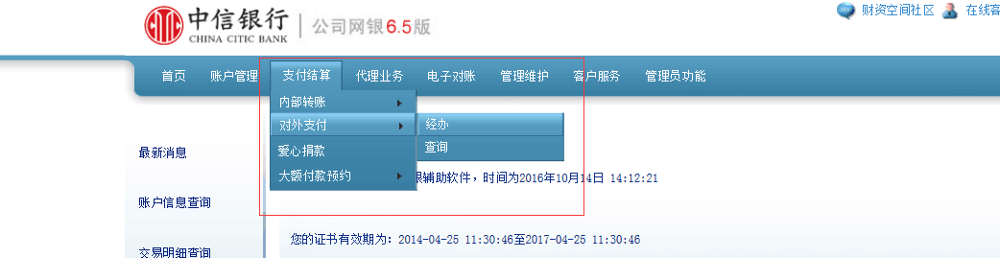 中信银行 公司网银6.5版
CHINA CITIC BANK
财资空间社区 在线客
首页 账户管理 支付结算 代理业务 电子对账 管理维护 客户服务 管理员功能
内部转账
对外支付
爱心捐款
大额付款预约
经办
查询
最新消息
账户信息查询
交易明细查询
辅助软件，时间为2016年10月14日 14:12:21
您的证书有效期为：2014-04-25 11:30:46至2017-04-25 11:30:46